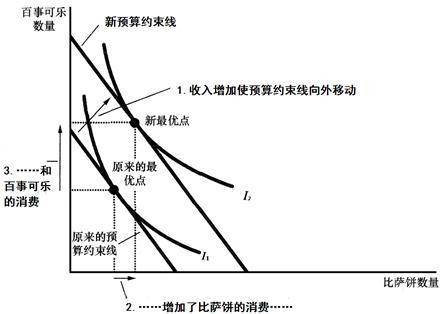 百事可乐
数量
新预算约束线
1. 收入增加使预算约束线向外移动
新最优点
3. ……和
百事可乐
的消费
原来的最
优点
I₂
原来的预
算约束线
I₁
比萨饼数量
2. ……增加了比萨饼的消费……